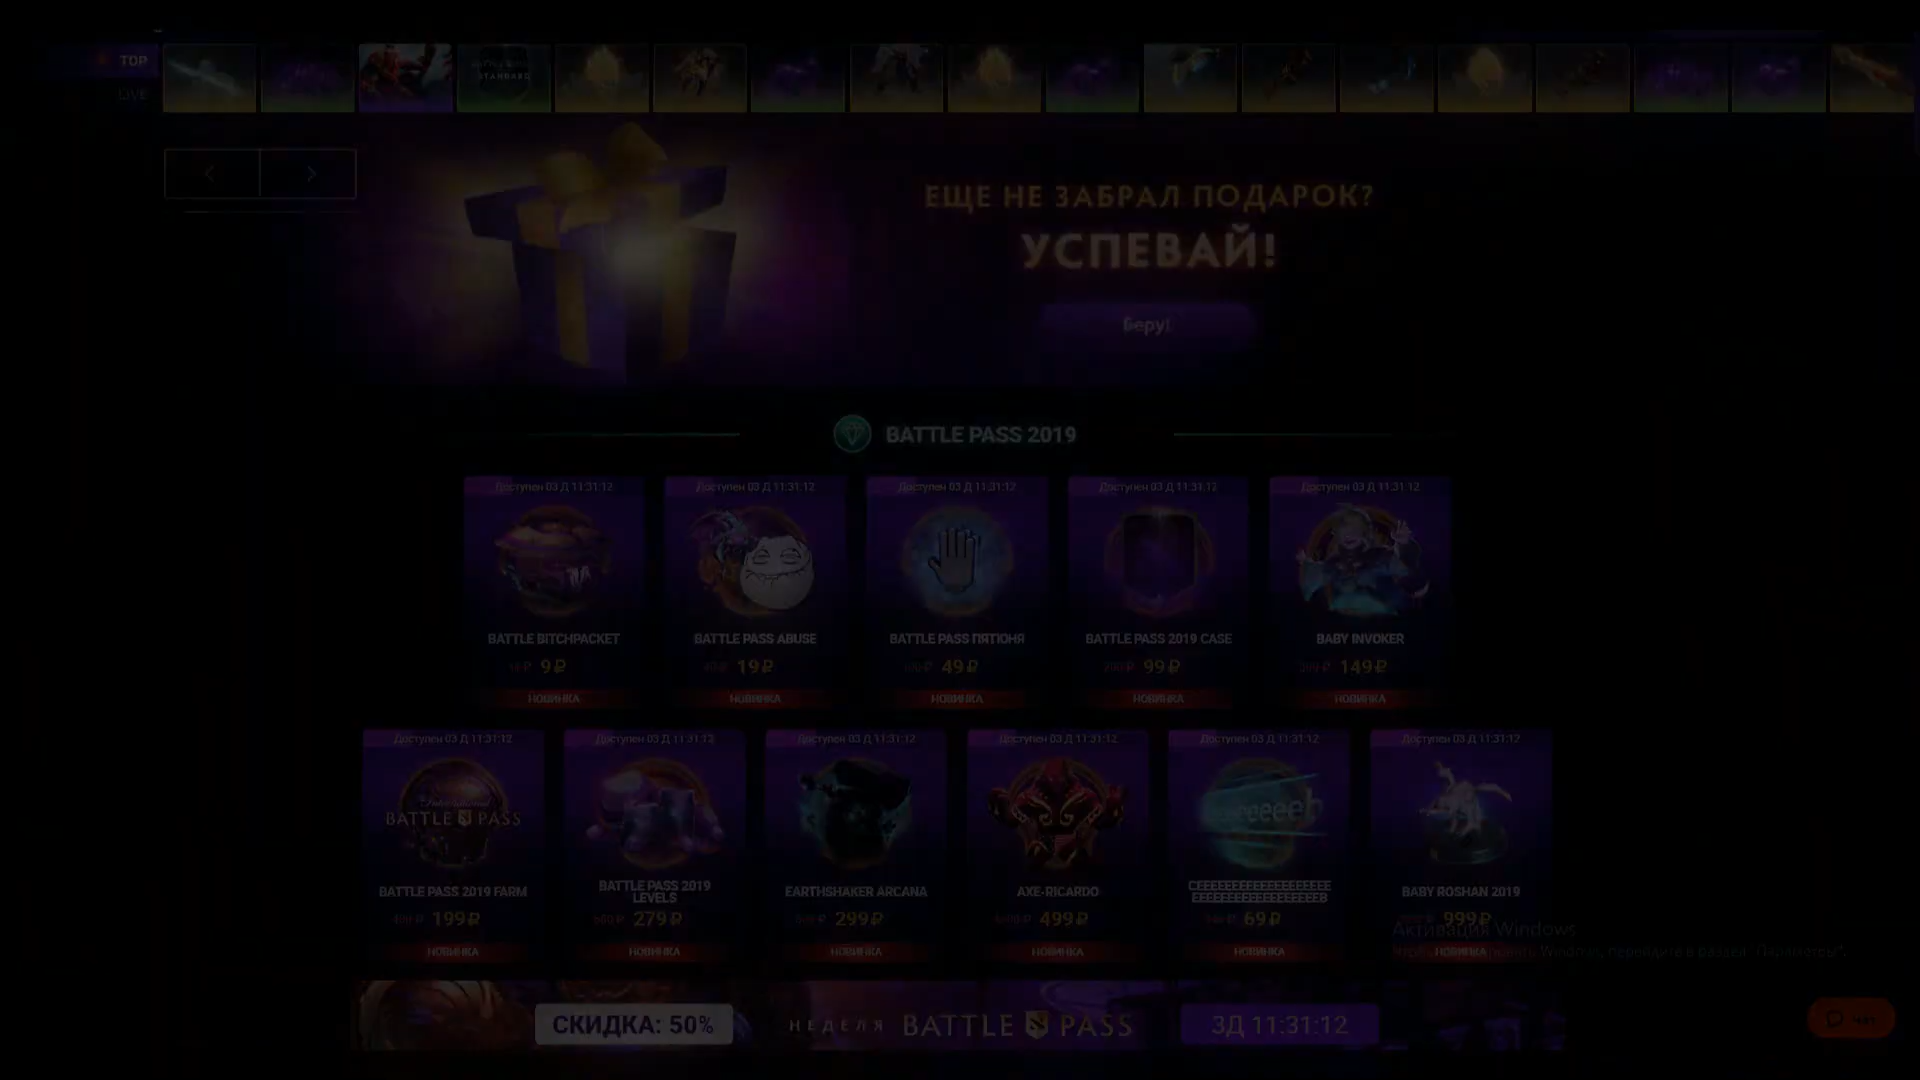 TOP
LIVE
STANDARD
ЕЩЕ НЕ ЗАБРАЛ ПОДАРОК?
УСПЕВАЙ!
Беру!
BATTLE PASS 2019
Доступен 03 Д 11:31:12
Доступен 03 Д 11:31:12
Доступен 03 Д 11:31:12
Доступен 03 Д 11:31:12
Доступен 03 Д 11:31:12
BATTLE BITCHPACKET
BATTLE PASS ABUSE
BATTLE PASS ПЯТЮНЯ
BATTLE PASS 2019 CASE
BABY INVOKER
9 ₽
19 ₽
49 ₽
99 ₽
149 ₽
НОВИНКА
НОВИНКА
НОВИНКА
НОВИНКА
НОВИНКА
Доступен 03 Д 11:31:12
Доступен 03 Д 11:31:12
Доступен 03 Д 11:31:12
Доступен 03 Д 11:31:12
Доступен 03 Д 11:31:12
Доступен 03 Д 11:31:12
BATTLE PASS
BATTLE PASS 2019 FARM
BATTLE PASS 2019
LEVELS
EARTHSHAKER ARCANA
AXE-RICARDO
BABY ROSHAN 2019
199 ₽
279 ₽
299 ₽
499 ₽
69 ₽
999 ₽
НОВИНКА
НОВИНКА
НОВИНКА
НОВИНКА
НОВИНКА
НОВИНКА
Активация Windows
Windows, перейдите в раздел "Параметры".
СКИДКА: 50%
НЕДЕЛЯ BATTLE PASS
3Д 11:31:12